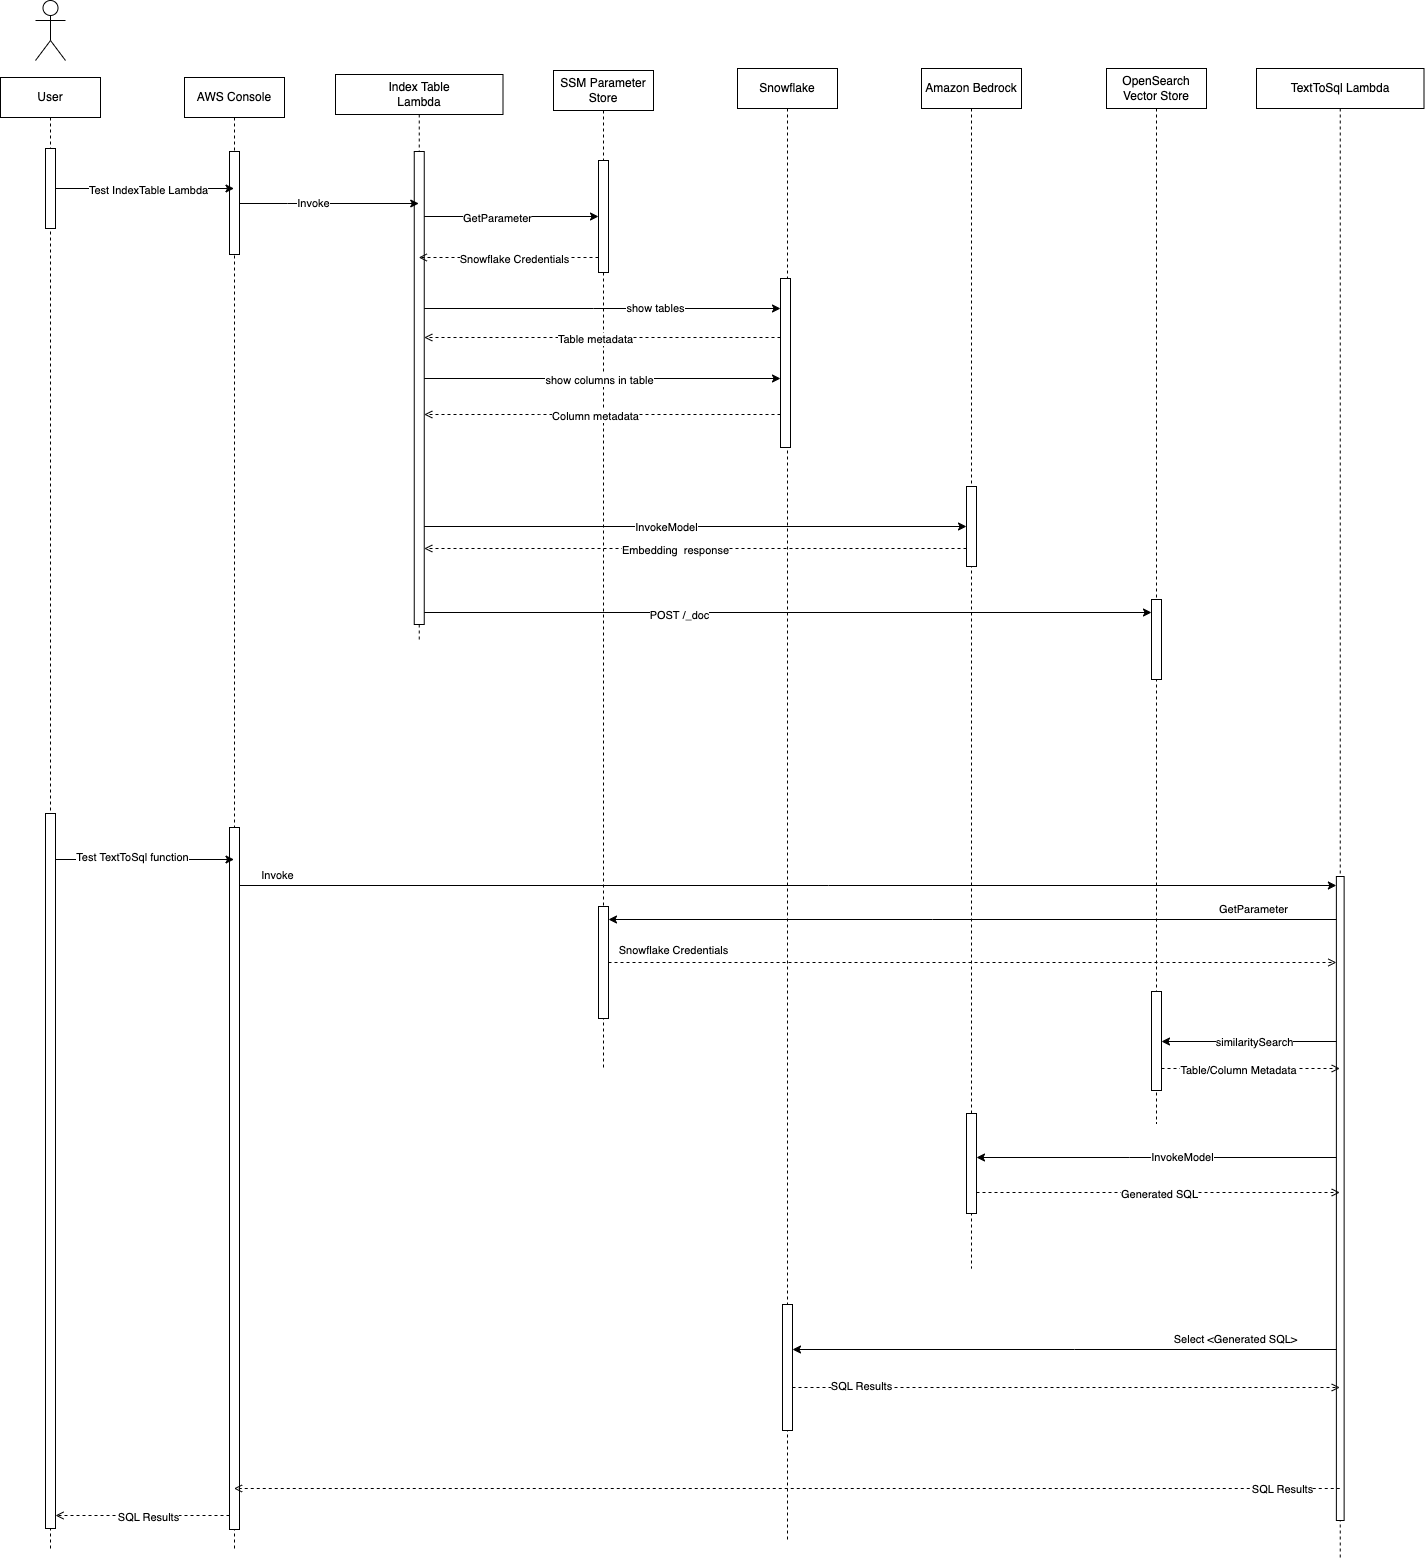 User
AWS Console
Index Table
Lambda
SSM Parameter
Store
Snowflake
Amazon Bedrock
OpenSearch
Vector Store
TextToSql Lambda
Test IndexTable Lambda
Invoke
GetParameter
Snowflake Credentials
show tables
Table metadata
show columns in table
Column metadata
InvokeModel
Embedding  response
POST /_doc
Test TextToSql function
Invoke
GetParameter
Snowflake Credentials
similaritySearch
Table/Column Metadata
InvokeModel
Generated SQL
Select <Generated SQL>
SQL Results
SQL Results
SQL Results